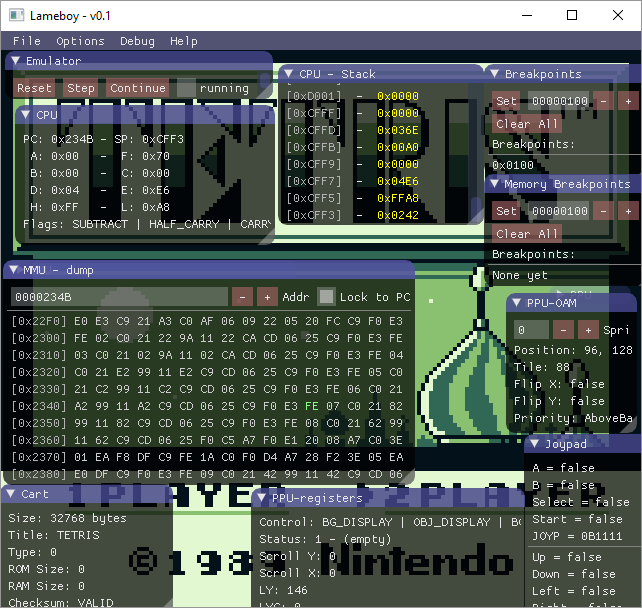 Lameboy - v0.1
File Options Debug Help
Emulator
Reset Step Continue running
CPU
PC: 0x234B - SP: 0xCFF3
A: 0x00 - F: 0x70
B: 0x00 - C: 0x00
D: 0x04 - E: 0xE6
H: 0xFF - L: 0xA8
Flags: SUBTRACT | HALF_CARRY | CARRY
CPU - Stack
[0xD001] - 0x0000
[0xCFFF] - 0x0000
[0xCFFD] - 0x036E
[0xCFFB] - 0x00A0
[0xCFF9] - 0x0000
[0xCFF7] - 0x04E6
[0xCFF5] - 0xFFA8
[0xCFF3] - 0x0242
Breakpoints
Set 00000100 - +
Clear All
Breakpoints:
0x0100
Memory Breakpoints
Set 00000100 - +
Clear All
Breakpoints:
None yet
MMU - dump
0000234B - + Addr Lock to PC
[0x22F0] E0 E3 C9 21 A3 C0 AF 06 09 22 05 20 FC C9 F0 E3
[0x2300] FE 02 C0 21 22 9A 11 22 CA CD 06 25 C9 F0 E3 FE
[0x2310] 03 C0 21 02 9A 11 02 CA CD 06 25 C9 F0 E3 FE 04
[0x2320] C0 21 E2 99 11 E2 C9 CD 06 25 C9 F0 E3 FE 05 C0
[0x2330] 21 C2 99 11 C2 C9 CD 06 25 C9 F0 E3 FE 06 C0 21
[0x2340] A2 99 11 A2 C9 CD 06 25 C9 F0 E3 FE 07 C0 21 82
[0x2350] 99 11 82 C9 CD 06 25 C9 F0 E3 FE 08 C0 21 62 99
[0x2360] 11 62 C9 CD 06 25 F0 C5 A7 F0 E1 20 08 A7 C0 3E
[0x2370] 01 EA F8 DF C9 FE 1A C0 F0 D4 A7 28 F2 3E 05 EA
[0x2380] E0 DF C9 F0 E3 FE 09 C0 21 42 99 11 42 C9 CD 06
PPU-OAM
0 - + Spri
Position: 96, 128
Tile: 88
Flip X: false
Flip Y: false
Priority: AboveBa
Joypad
A = false
B = false
Select = false
Start = false
JOYP = 0B1111
Up = false
Down = false
Left = false
Right = false
Cart
Size: 32768 bytes
Title: TETRIS
Type: 0
ROM Size: 0
RAM Size: 0
Checksum: VALID
PPU-registers
Control: BG_DISPLAY | OBJ_DISPLAY |
Status: 1 - (empty)
Scroll Y: 0
Scroll X: 0
LY: 146
LYC: 0
1PLAYER 2PLAYER
©1989 Nintendo